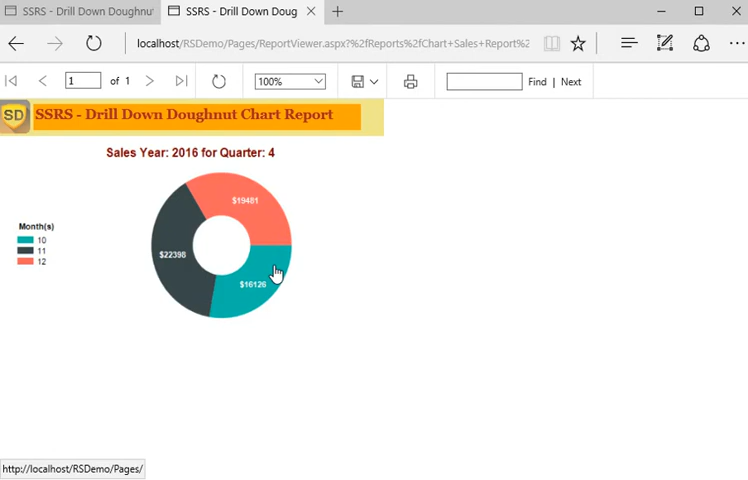 SSRS - Drill Down Doughnu
SSRS - Drill Down Doug
localhost/RSDemo/Pages/ReportViewer.aspx?%2fReports%2fChart+Sales+Report%2
1 of 1
100%
Find | Next
SD
SSRS - Drill Down Doughnut Chart Report
Sales Year: 2016 for Quarter: 4
$19481
Month(s)
10
11
12
$22398
$16126
http://localhost/RSDemo/Pages/